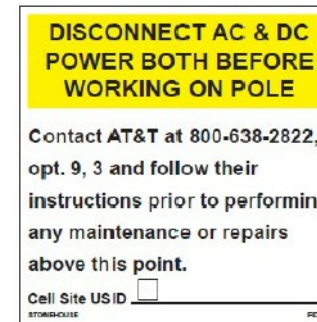 DISCONNECT AC & DC
POWER BOTH BEFORE
WORKING ON POLE
Contact AT&T at 800-638-2822,
opt. 9, 3 and follow their
instructions prior to performin
any maintenance or repairs
above this point.
Cell Site USID
STONEHOUSE